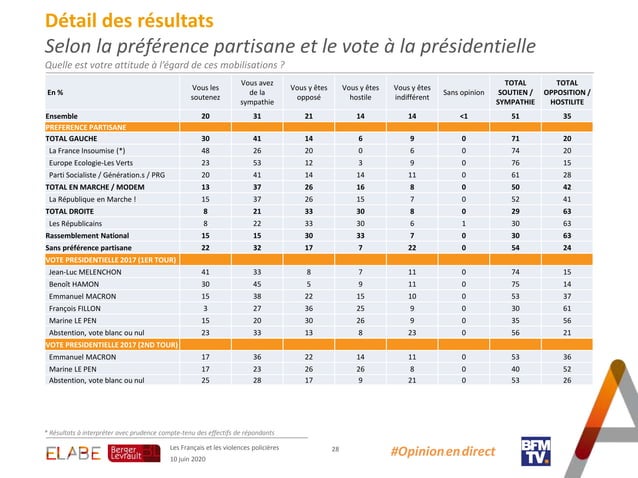 Détail des résultats
Selon la préférence partisane et le vote à la présidentielle
Quelle est votre attitude à l'égard de ces mobilisations ?
En % Vous les soutenez Vous avez de la sympathie Vous y êtes opposé Vous y êtes hostile Vous y êtes indifférent Sans opinion TOTAL SOUTIEN / SYMPATHIE TOTAL OPPOSITION / HOSTILITE
Ensemble 20 31 21 14 14 <1 51 35
PREFERENCE PARTISANE
TOTAL GAUCHE 30 41 14 6 9 0 71 20
La France Insoumise (*) 48 26 20 0 6 0 74 20
Europe Ecologie-Les Verts 23 53 12 3 9 0 76 15
Parti Socialiste / Génération.s / PRG 20 41 14 14 11 0 61 28
TOTAL EN MARCHE / MODEM 13 37 26 16 8 0 50 42
La République en Marche ! 15 37 26 15 7 0 52 41
TOTAL DROITE 8 21 33 30 8 0 29 63
Les Républicains 8 22 33 30 6 1 30 63
Rassemblement National 15 15 30 33 7 0 30 63
Sans préférence partisane 22 32 17 7 22 0 54 24
VOTE PRESIDENTIELLE 2017 (1ER TOUR)
Jean-Luc MELENCHON 41 33 8 7 11 0 74 15
Benoît HAMON 30 45 5 9 11 0 75 14
Emmanuel MACRON 15 38 22 15 10 0 53 37
François FILLON 3 27 36 25 9 0 30 61
Marine LE PEN 15 20 30 26 9 0 35 56
Abstention, vote blanc ou nul 23 33 13 8 23 0 56 21
VOTE PRESIDENTIELLE 2017 (2ND TOUR)
Emmanuel MACRON 17 36 22 14 11 0 53 36
Marine LE PEN 17 23 26 26 8 0 40 52
Abstention, vote blanc ou nul 25 28 17 9 21 0 53 26
* Résultats à interpréter avec prudence compte-tenu des effectifs de répondants
ELABE
Berger Levrault
Les Français et les violences policières
10 juin 2020
28
#Opinion en direct
BFM
TV.